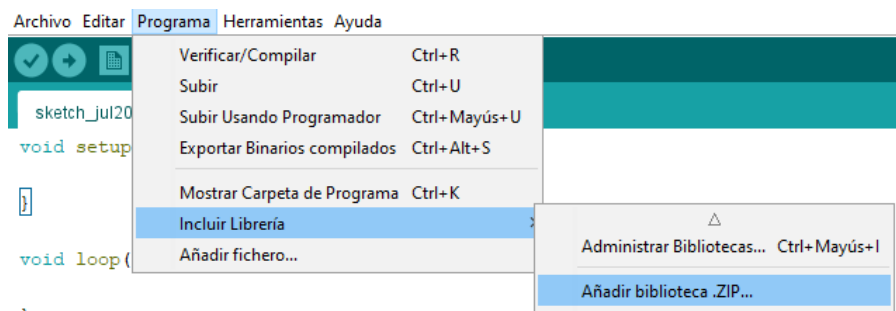 Archivo Editar Programa Herramientas Ayuda
Verificar/Compilar Ctrl+R
Subir Ctrl+U
sketch_jul20
Subir Usando Programador Ctrl+Mayús+U
void setup
Exportar Binarios compilados Ctrl+Alt+S
}
Mostrar Carpeta de Programa Ctrl+K
Incluir Librería
Administrar Bibliotecas... Ctrl+Mayús+I
void loop(
Añadir fichero...
Añadir biblioteca .ZIP...